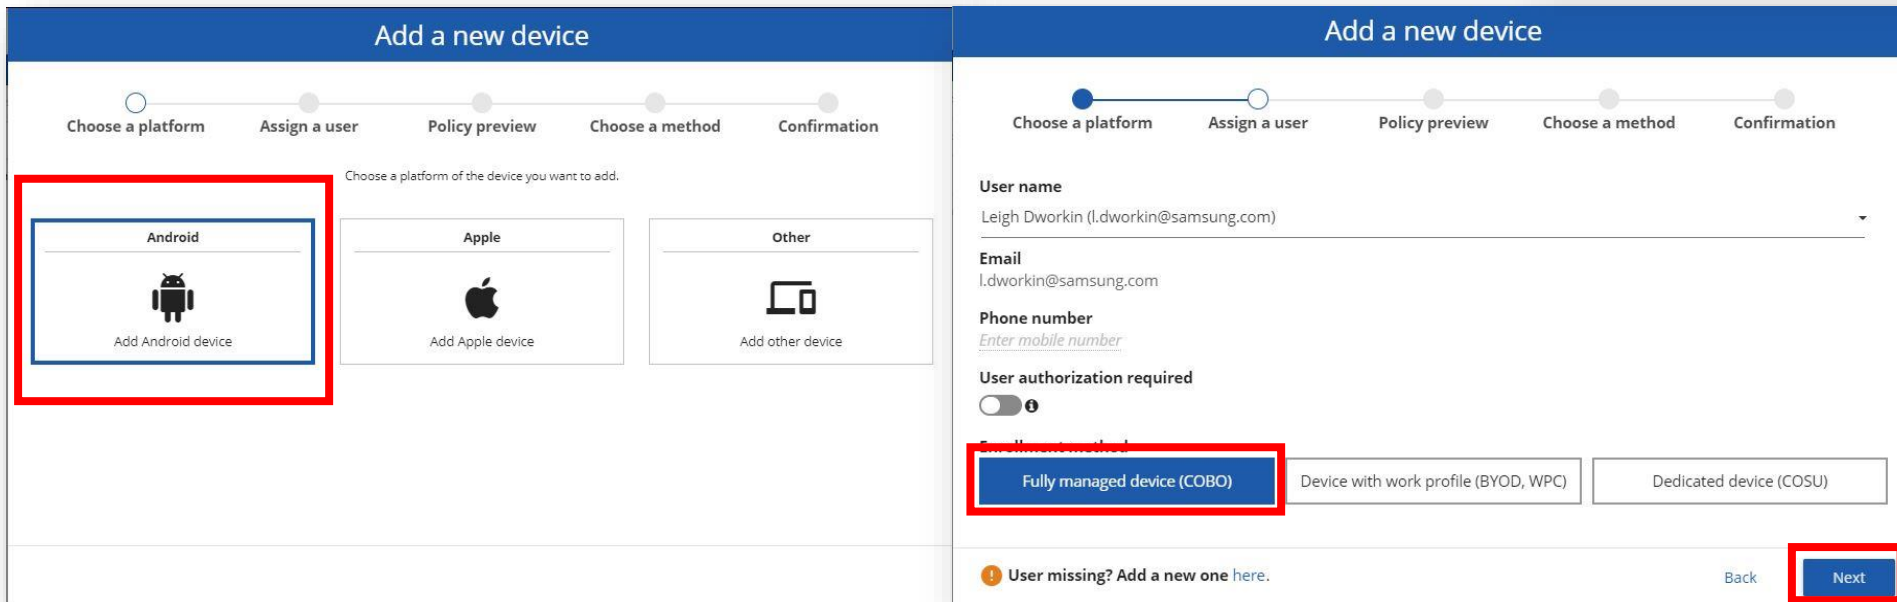 Add a new device
Choose a platform
Assign a user
Policy preview
Choose a method
Confirmation
Choose a platform of the device you want to add.
Android
Apple
Other
Add Android device
Add Apple device
Add other device
Add a new device
Choose a platform
Assign a user
Policy preview
Choose a method
Confirmation
User name
Leigh Dworkin (l.dworkin@samsung.com)
Email
l.dworkin@samsung.com
Phone number
Enter mobile number
User authorization required
Enrollment method
Fully managed device (COBO)
Device with work profile (BYOD, WPC)
Dedicated device (COSU)
User missing? Add a new one here.
Back
Next